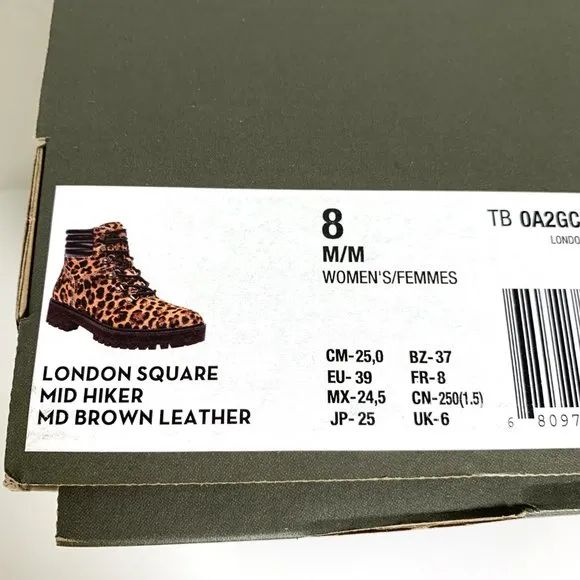 8
M/M
WOMEN'S/FEMMES
TB 0A2GC
LONDO
LONDON SQUARE
MID HIKER
MD BROWN LEATHER
CM-25,0 BZ-37
EU- 39 FR-8
MX-24,5 CN-250(1.5)
JP- 25 UK-6
6 8097